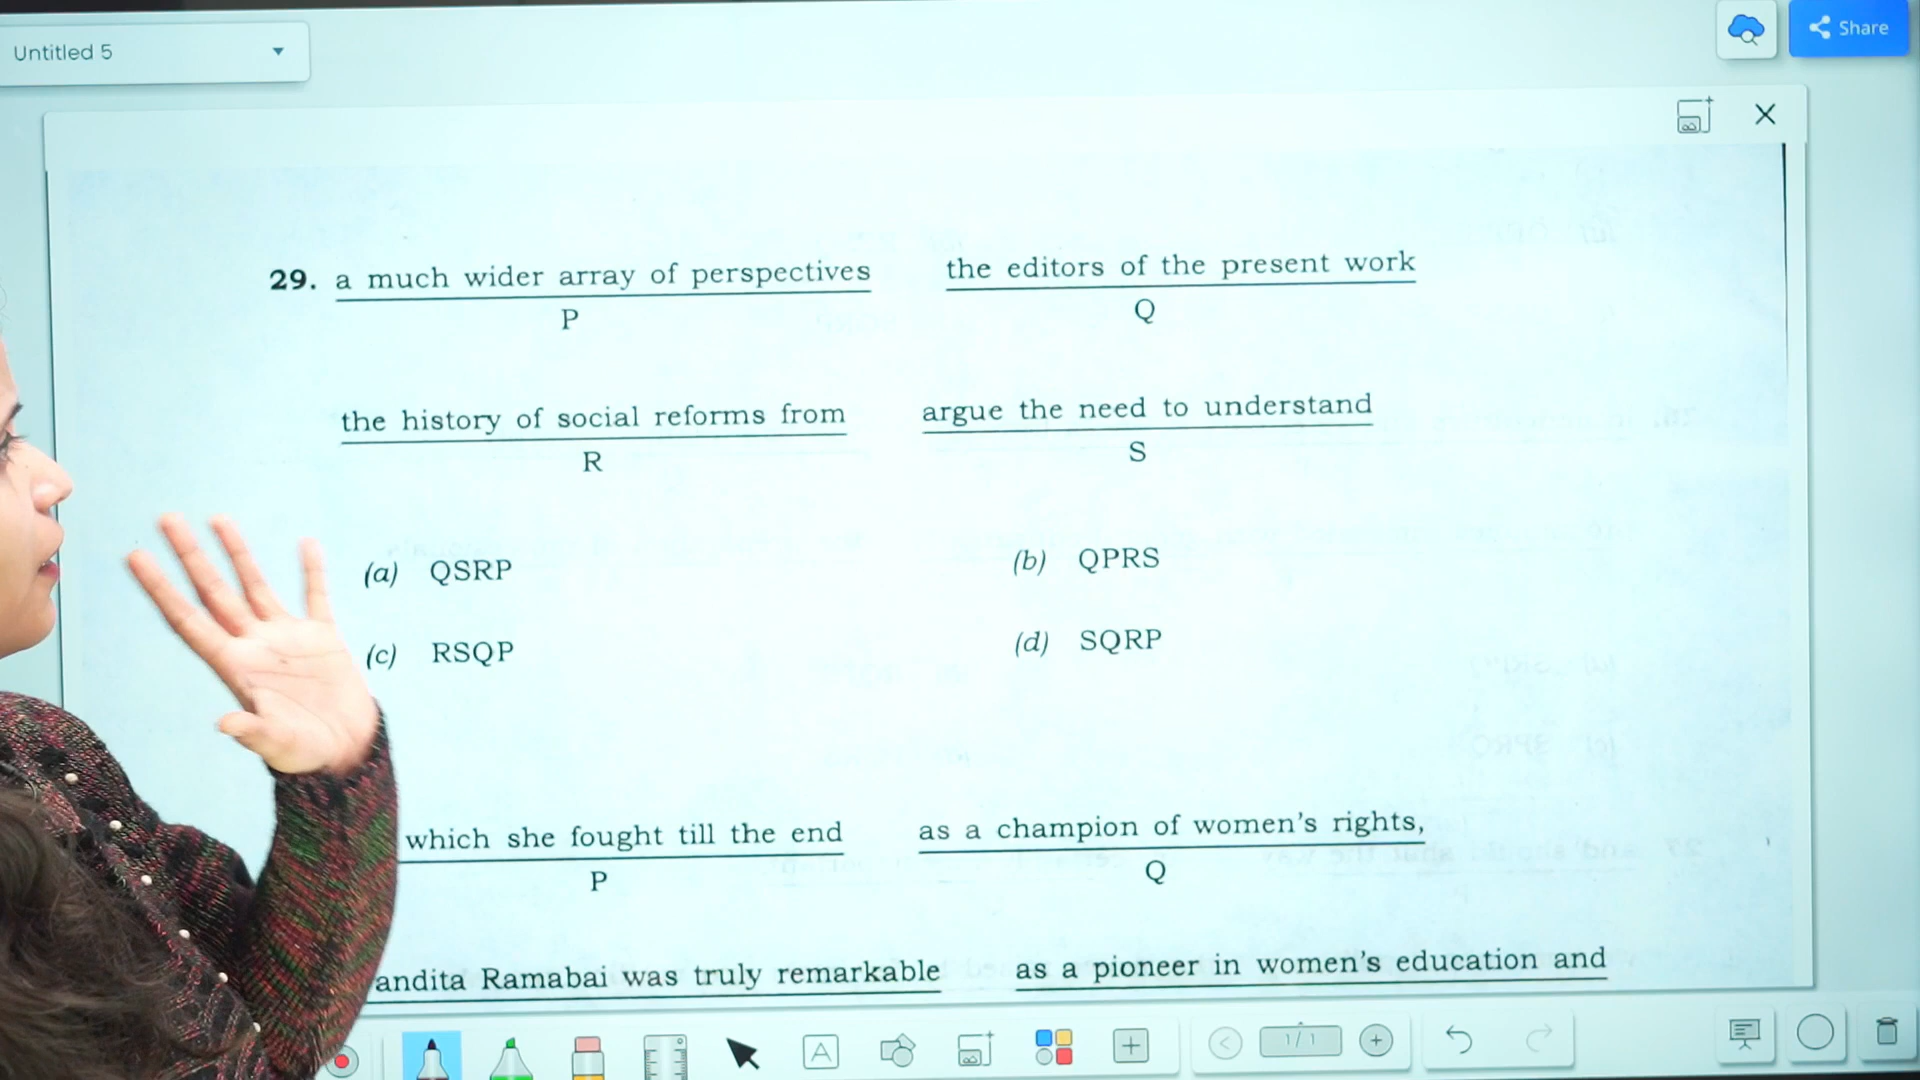 Untitled 5
Share
29. a much wider array of perspectives the editors of the present work
P Q
the history of social reforms from argue the need to understand
R S
(a) QSRP (b) QPRS
(c) RSQP (d) SQRP
which she fought till the end as a champion of women's rights,
P Q
andita Ramabai was truly remarkable as a pioneer in women's education and
A
1/1